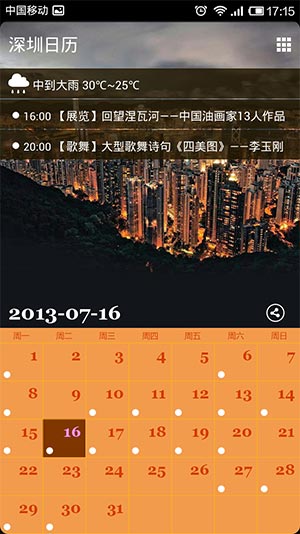 中国移动 17:15
深圳日历
中到大雨 30℃~25℃
16:00【展览】回望涅瓦河——中国油画家13人作品
20:00【歌舞】大型歌舞诗句《四美图》——李玉刚
2013-07-16
周一 周二 周三 周四 周五 周六 周日
1 2 3 4 5 6 7
8 9 10 11 12 13 14
15 16 17 18 19 20 21
22 23 24 25 26 27 28
29 30 31